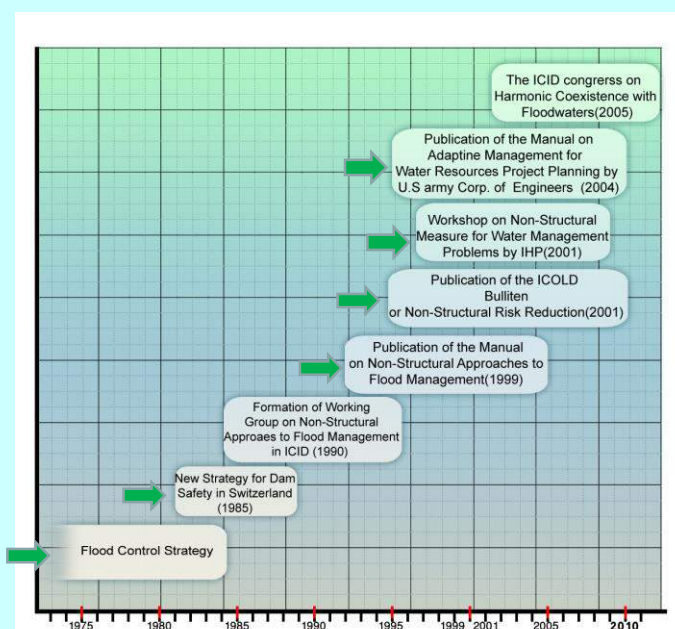 The ICID congrerss on
Harmonic Coexistence with
Floodwaters(2005)
Publication of the Manual on
Adaptine Management for
Water Resources Project Planning by
U.S army Corp. of Engineers (2004)
Workshop on Non-Structural
Measure for Water Management
Problems by IHP(2001)
Publication of the ICOLD
Bulliten
or Non-Structural Risk Reduction(2001)
Publication of the Manual
on Non-Structural Approaches to
Flood Management(1999)
Formation of Working
Group on Non-Structural
Approaes to Flood Management
in ICID (1990)
New Strategy for Dam
Safety in Switzerland
(1985)
Flood Control Strategy
1975 1980 1985 1990 1995 1999 2001 2005 2010